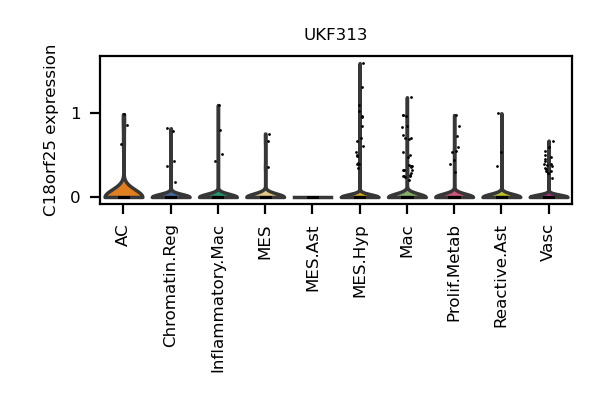 UKF313
C18orf25 expression
1
0
AC
Chromatin.Reg
Inflammatory.Mac
MES
MES.Ast
MES.Hyp
Mac
Prolif.Metab
Reactive.Ast
Vasc